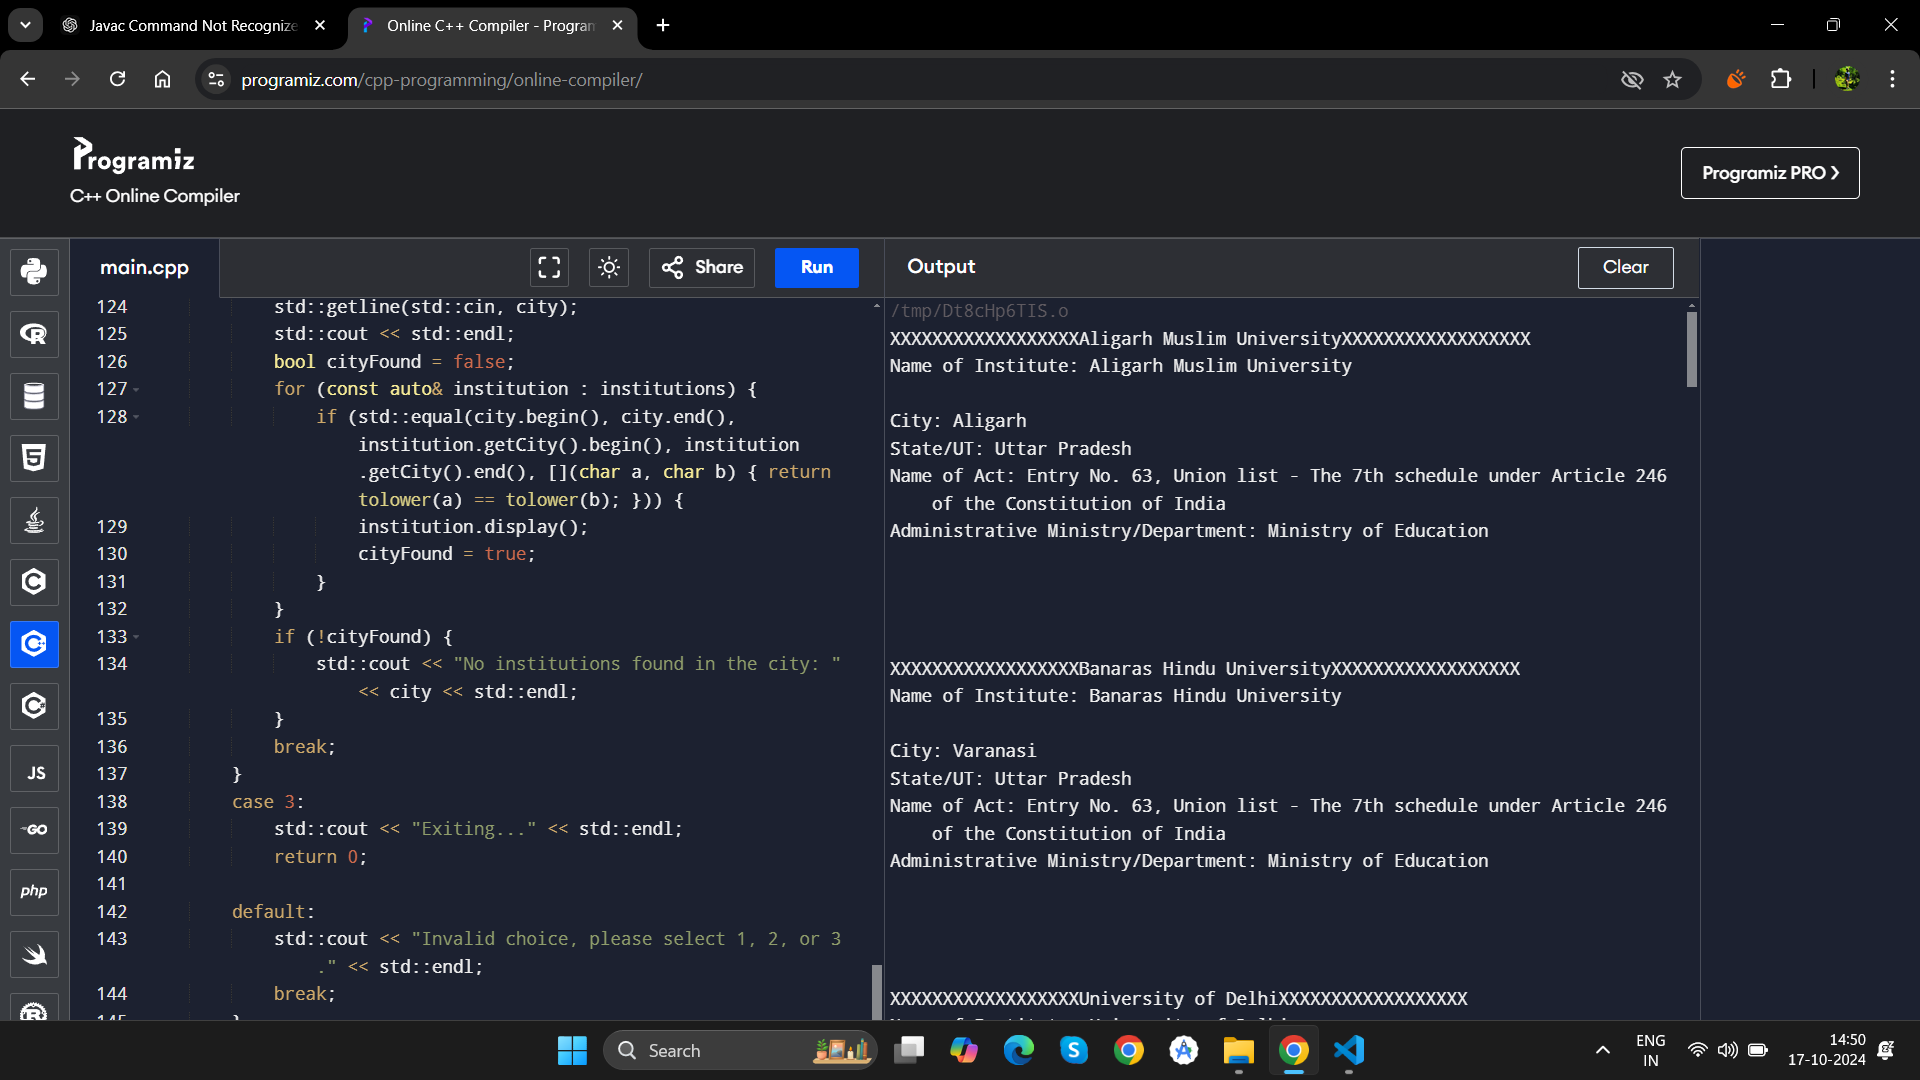 Javac Command Not Recognize
Online C++ Compiler - Program
programiz.com/cpp-programming/online-compiler/
Programiz
C++ Online Compiler
Programiz PRO
main.cpp
Share
Run
Output
Clear
124 std::getline(std::cin, city);
125 std::cout << std::endl;
126 bool cityFound = false;
127 for (const auto& institution : institutions) {
128 if (std::equal(city.begin(), city.end(),
institution.getCity().begin(), institution
.getCity().end(), [](char a, char b) { return
tolower(a) == tolower(b); })) {
129 institution.display();
130 cityFound = true;
131 }
132 }
133 if (!cityFound) {
134 std::cout << "No institutions found in the city: "
<< city << std::endl;
135 }
136 break;
137 }
138 case 3:
139 std::cout << "Exiting..." << std::endl;
140 return 0;
141
142 default:
143 std::cout << "Invalid choice, please select 1, 2, or 3
." << std::endl;
144 break;
/tmp/Dt8cHp6TIS.o
XXXXXXXXXXXXXXXXXXAligarh Muslim UniversityXXXXXXXXXXXXXXXXXX
Name of Institute: Aligarh Muslim University
City: Aligarh
State/UT: Uttar Pradesh
Name of Act: Entry No. 63, Union list - The 7th schedule under Article 246
of the Constitution of India
Administrative Ministry/Department: Ministry of Education
XXXXXXXXXXXXXXXXXXBanaras Hindu UniversityXXXXXXXXXXXXXXXXXX
Name of Institute: Banaras Hindu University
City: Varanasi
State/UT: Uttar Pradesh
Name of Act: Entry No. 63, Union list - The 7th schedule under Article 246
of the Constitution of India
Administrative Ministry/Department: Ministry of Education
XXXXXXXXXXXXXXXXXXUniversity of DelhiXXXXXXXXXXXXXXXXXX
JS
GO
php
Search
ENG
IN
14:50
17-10-2024